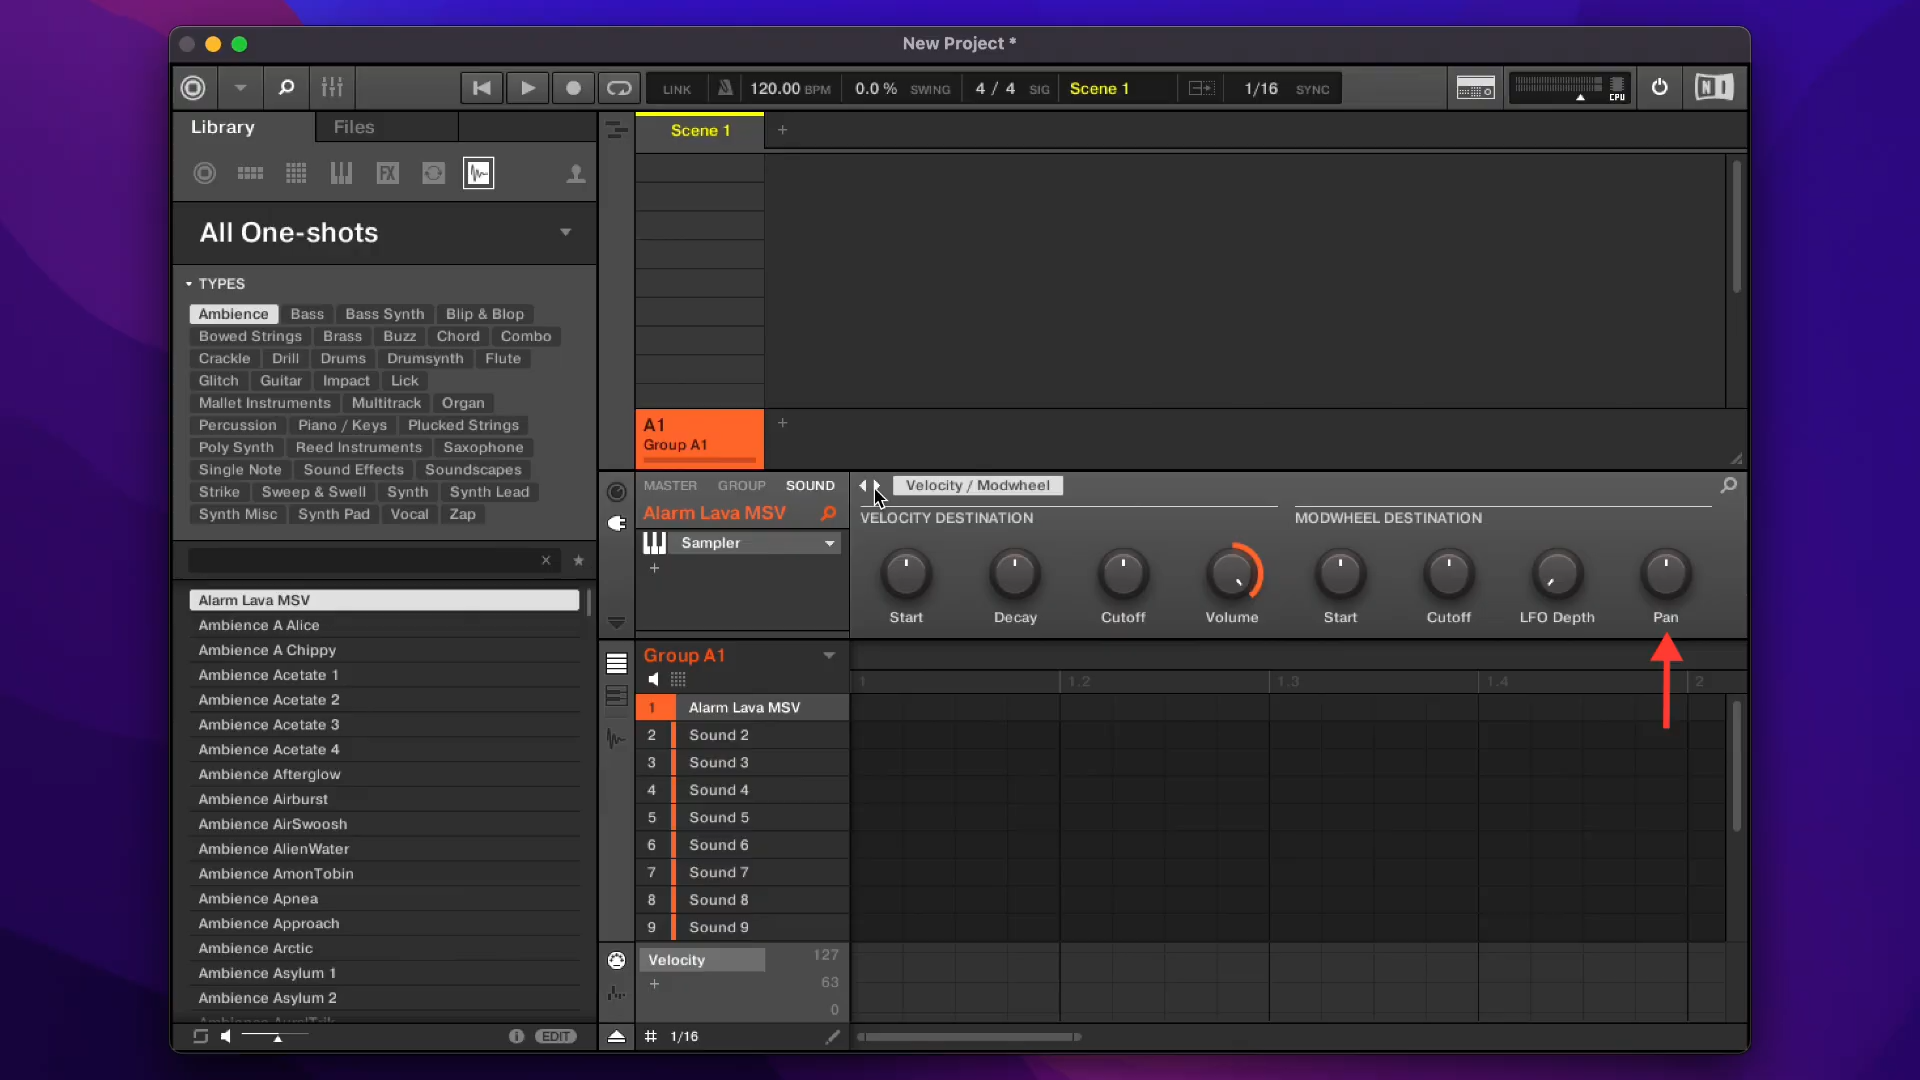 New Project *
LINK 120.00 BPM 0.0 % SWING 4 / 4 SIG Scene 1 1/16 SYNC CPU NI
Library Files
FX
All One-shots
TYPES
Ambience Bass Bass Synth Blip & Blop
Bowed Strings Brass Buzz Chord Combo
Crackle Drill Drums Drumsynth Flute
Glitch Guitar Impact Lick
Mallet Instruments Multitrack Organ
Percussion Piano / Keys Plucked Strings
Poly Synth Reed Instruments Saxophone
Single Note Sound Effects Soundscapes
Strike Sweep & Swell Synth Synth Lead
Synth Misc Synth Pad Vocal Zap
Alarm Lava MSV
Ambience A Alice
Ambience A Chippy
Ambience Acetate 1
Ambience Acetate 2
Ambience Acetate 3
Ambience Acetate 4
Ambience Afterglow
Ambience Airburst
Ambience AirSwoosh
Ambience AlienWater
Ambience AmonTobin
Ambience Apnea
Ambience Approach
Ambience Arctic
Ambience Asylum 1
Ambience Asylum 2
EDIT
Scene 1 +
A1 +
Group A1
MASTER GROUP SOUND
Alarm Lava MSV
Sampler
+
Velocity / Modwheel
VELOCITY DESTINATION MODWHEEL DESTINATION
Start Decay Cutoff Volume Start Cutoff LFO Depth Pan
Group A1
1 1.2 1.3 1.4 2
1 Alarm Lava MSV
2 Sound 2
3 Sound 3
4 Sound 4
5 Sound 5
6 Sound 6
7 Sound 7
8 Sound 8
9 Sound 9
Velocity 127
+ 63
0
1/16